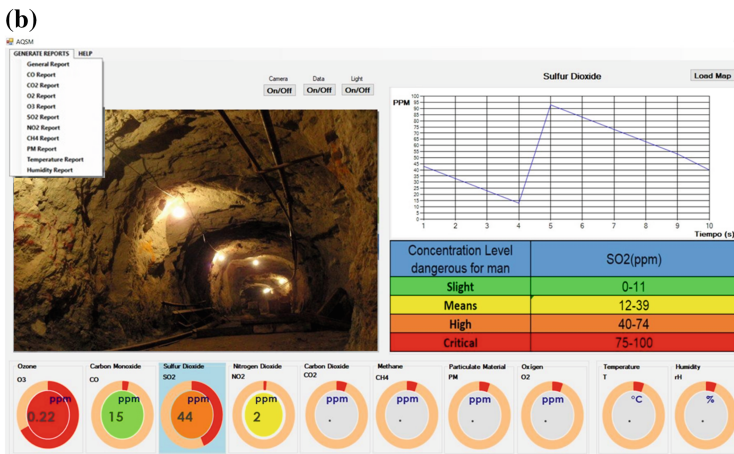 (b)
AQSM
GENERATE REPORTS HELP
General Report
CO Report
CO2 Report
O2 Report
O3 Report
SO2 Report
NO2 Report
CH4 Report
PM Report
Temperature Report
Humidity Report
Camera Data Light
On/Off On/Off On/Off
Sulfur Dioxide
Load Map
PPM
100
95
90
85
80
75
70
65
60
55
50
45
40
35
30
25
20
15
10
5
0
1 2 3 4 5 6 7 8 9 10
Tiempo (s)
Concentration Level dangerous for man SO2(ppm)
Slight 0-11
Means 12-39
High 40-74
Critical 75-100
Ozone Carbon Monoxide Sulfur Dioxide Nitrogen Dioxide Carbon Dioxide Methane Particulate Material Oxigen Temperature Humidity
O3 CO SO2 NO2 CO2 CH4 PM O2 T rH
ppm ppm ppm ppm ppm ppm ppm ppm °C %
0.22 15 44 2 . . . . . .